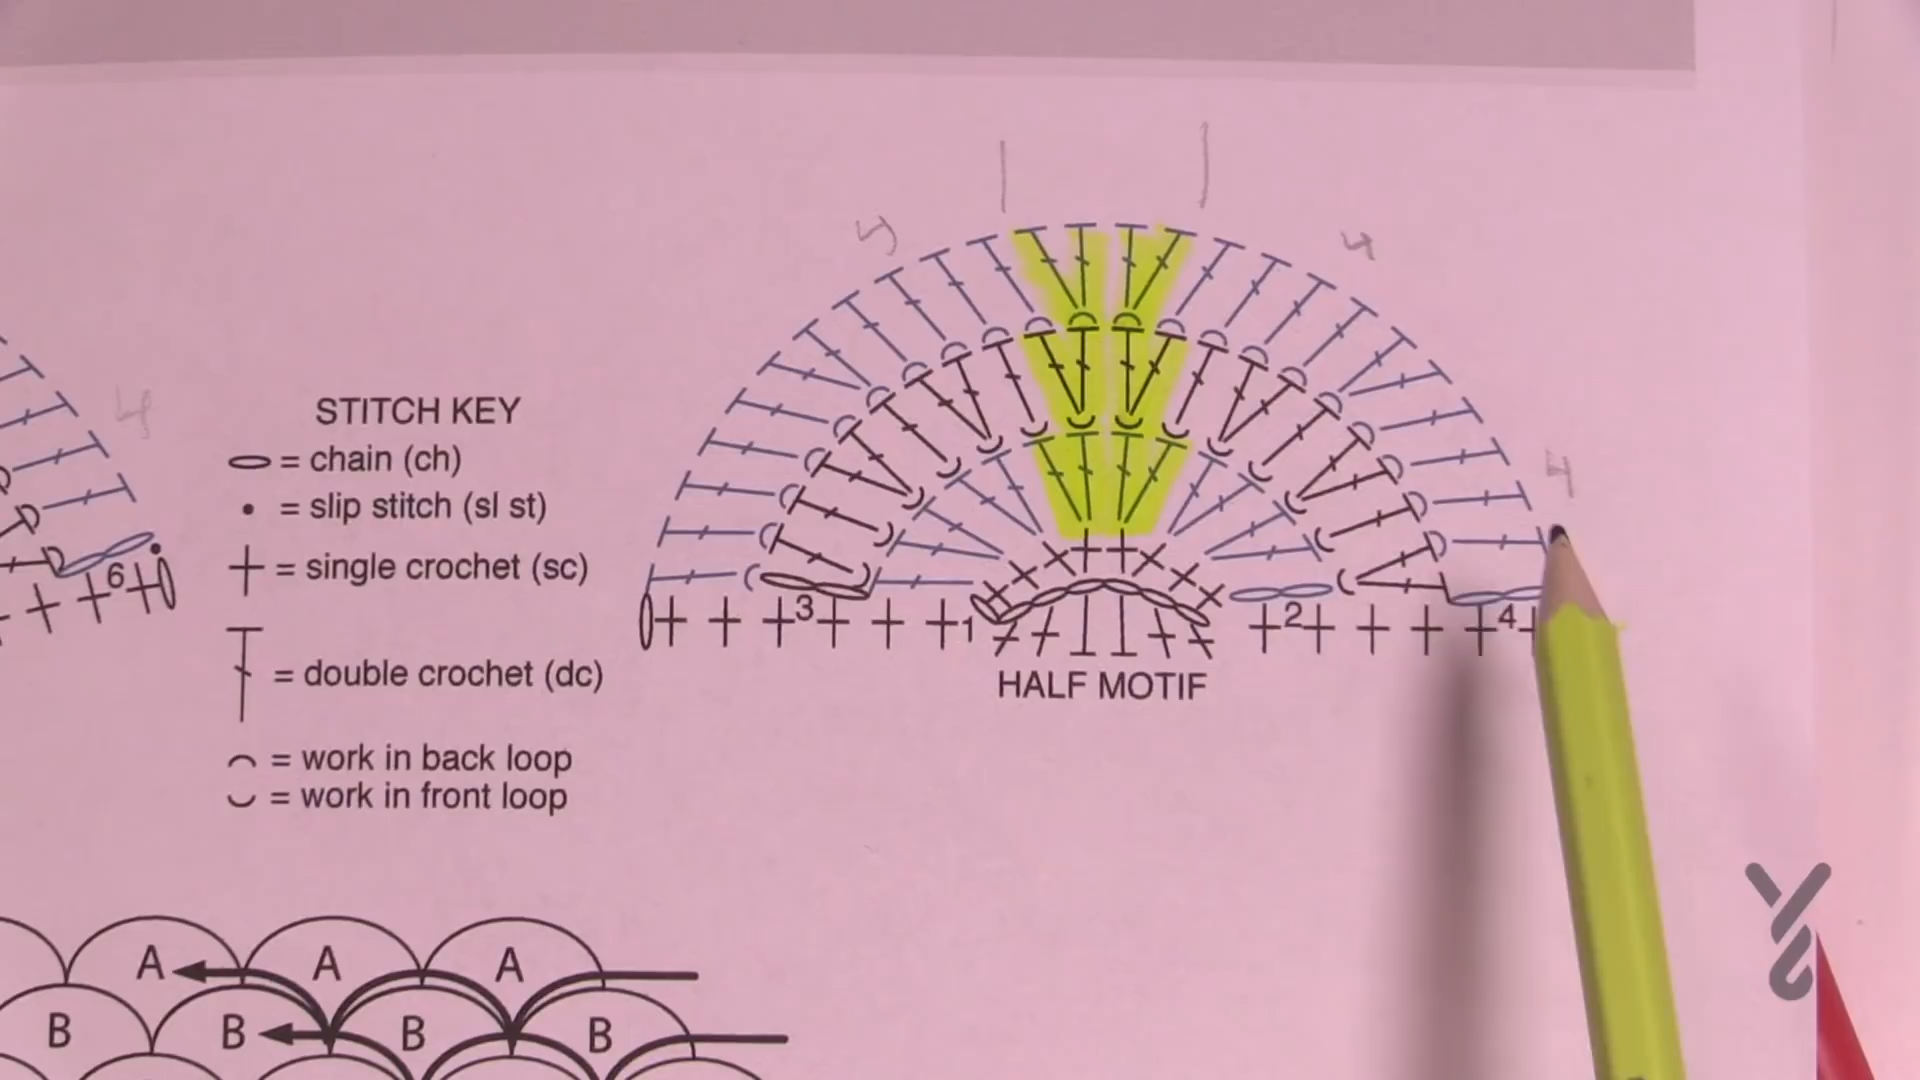 STITCH KEY
= chain (ch)
= slip stitch (sl st)
= single crochet (sc)
= double crochet (dc)
= work in back loop
= work in front loop
4
6
5
4
4
3
1
2
4
HALF MOTIF
A A A
B B B B